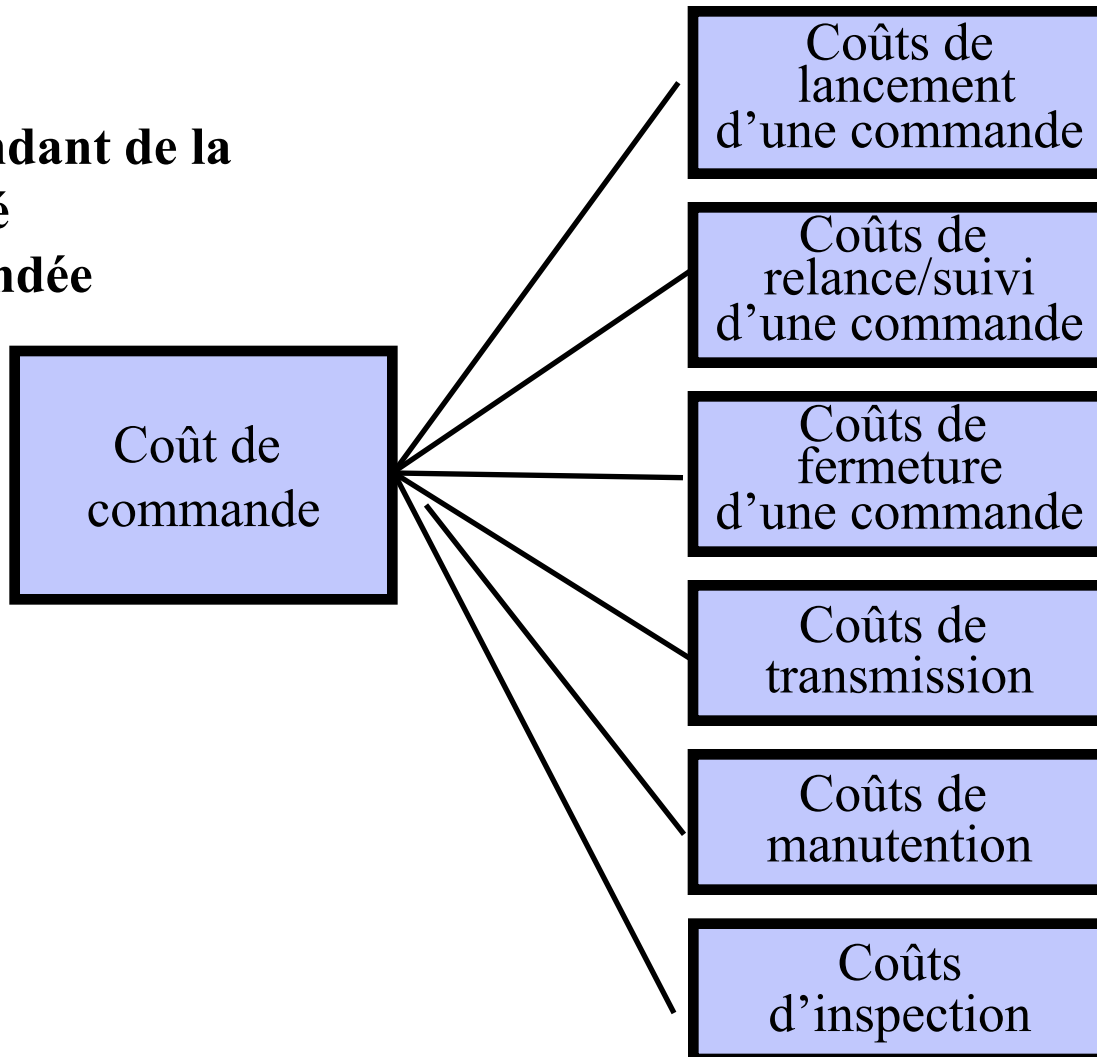 ndant de la
é
ndée
Coût de
commande
Coûts de
lancement
d’une commande
Coûts de
relance/suivi
d’une commande
Coûts de
fermeture
d’une commande
Coûts de
transmission
Coûts de
manutention
Coûts
d’inspection